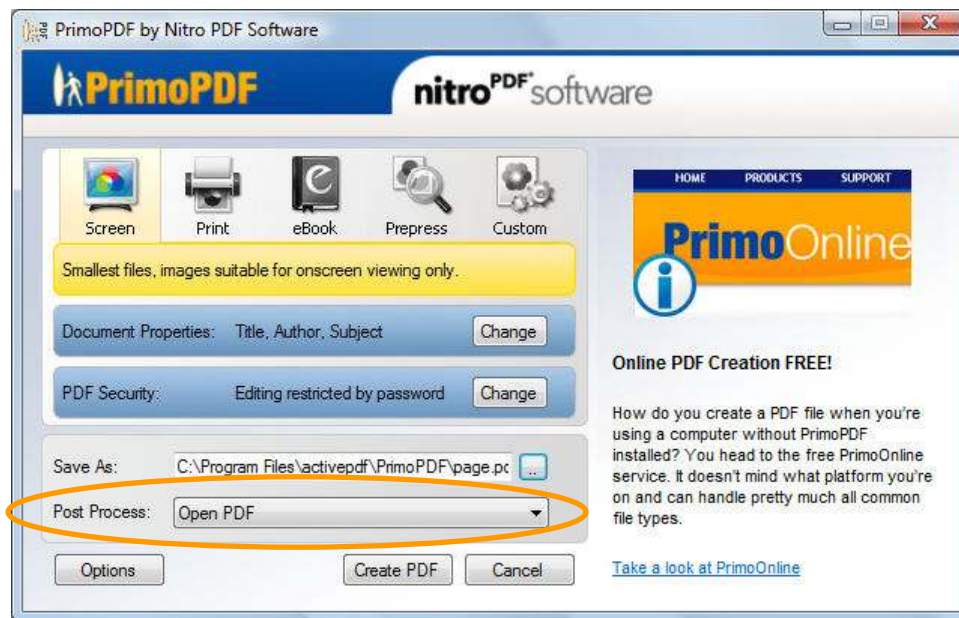 PrimoPDF by Nitro PDF Software
PrimoPDF
nitro PDF software
Screen Print eBook Prepress Custom
Smallest files, images suitable for onscreen viewing only.
Document Properties: Title, Author, Subject Change
PDF Security: Editing restricted by password Change
Save As: C:\Program Files\activepdf\PrimoPDF\page.pc ..
Post Process: Open PDF
Options Create PDF Cancel
HOME PRODUCTS SUPPORT
PrimoOnline
Online PDF Creation FREE!
How do you create a PDF file when you're
using a computer without PrimoPDF
installed? You head to the free PrimoOnline
service. It doesn't mind what platform you're
on and can handle pretty much all common
file types.
Take a look at PrimoOnline